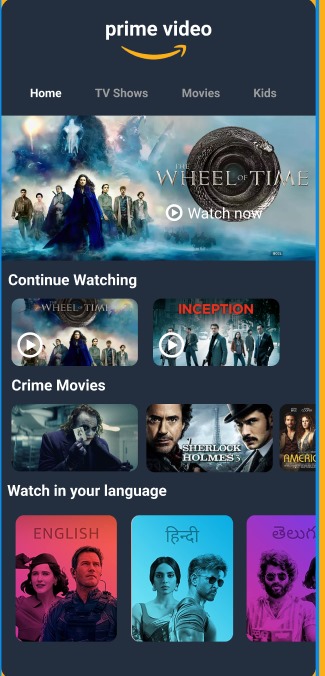 prime video
Home TV Shows Movies Kids
THE
WHEEL OF TIME
Watch now
Continue Watching
WHEEL OF TIME
INCEPTION
Crime Movies
SHERLOCK
HOLMES
Watch in your language
ENGLISH हिन्दी